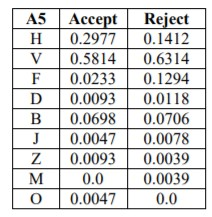 A5 Accept Reject
H 0.2977 0.1412
V 0.5814 0.6314
F 0.0233 0.1294
D 0.0093 0.0118
B 0.0698 0.0706
J 0.0047 0.0078
Z 0.0093 0.0039
M 0.0 0.0039
O 0.0047 0.0